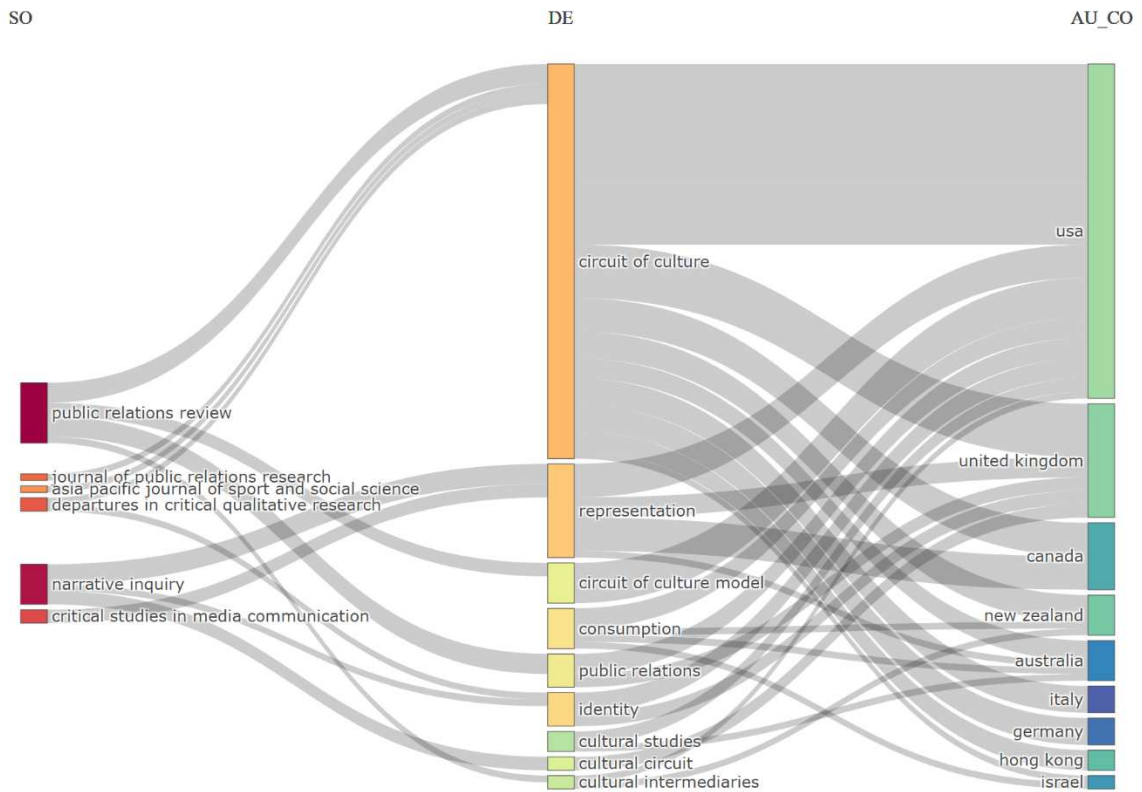 SO
DE
AU_CO
public relations review
journal of public relations research
asia pacific journal of sport and social science
departures in critical qualitative research
narrative inquiry
critical studies in media communication
circuit of culture
representation
circuit of culture model
consumption
public relations
identity
cultural studies
cultural circuit
cultural intermediaries
usa
united kingdom
canada
new zealand
australia
italy
germany
hong kong
israel